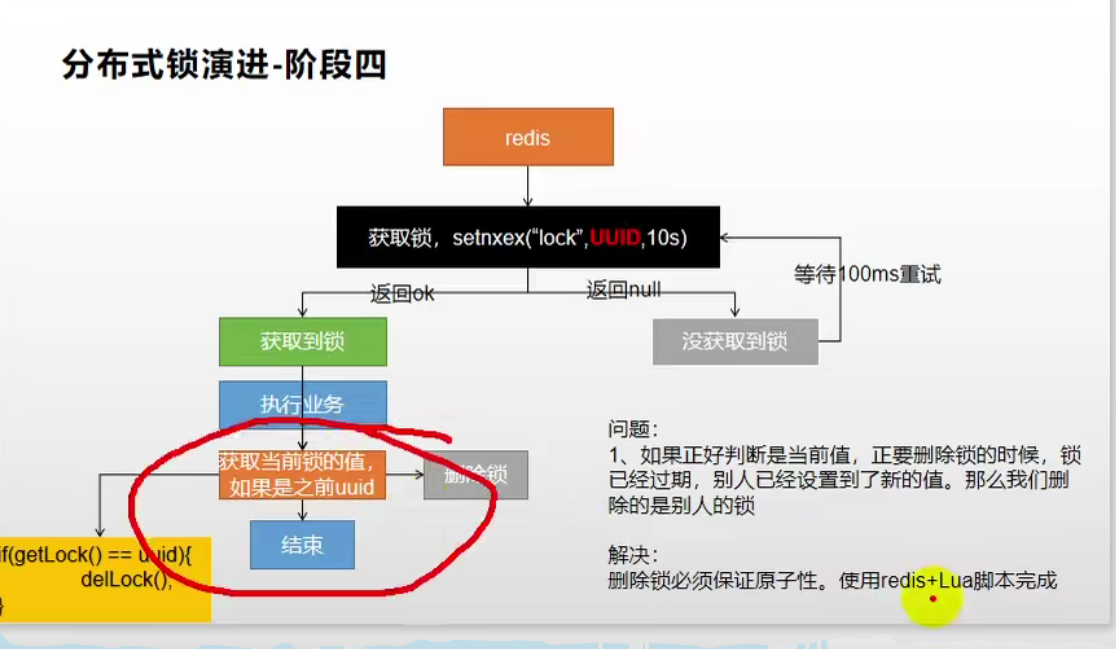 分布式锁演进-阶段四
redis
获取锁，setnxex(“lock”,UUID,10s)
等待100ms重试
返回ok
返回null
获取到锁
没获取到锁
执行业务
获取当前锁的值，
如果是之前uuid
删除锁
结束
if(getLock() == uuid){
delLock();
}
问题：
1、如果正好判断是当前值，正要删除锁的时候，锁
已经过期，别人已经设置到了新的值。那么我们删
除的是别人的锁
解决：
删除锁必须保证原子性。使用redis+Lua脚本完成